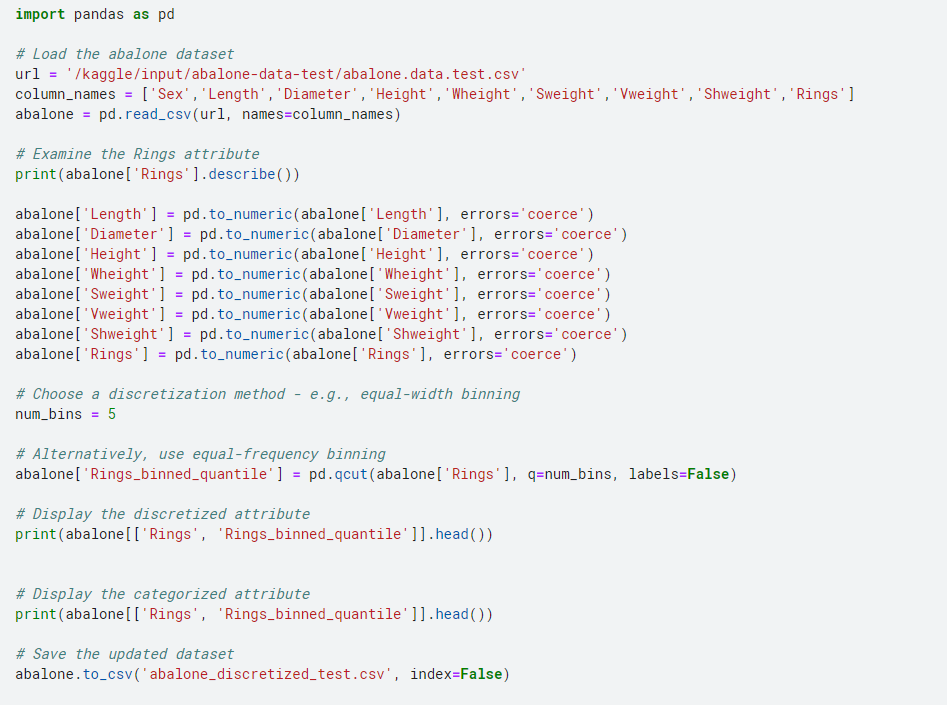 import pandas as pd
# Load the abalone dataset
url = '/kaggle/input/abalone-data-test/abalone.data.test.csv'
column_names = ['Sex','Length','Diameter','Height','Wheight','Sweight','Vweight','Shweight','Rings']
abalone = pd.read_csv(url, names=column_names)
# Examine the Rings attribute
print(abalone['Rings'].describe())
abalone['Length'] = pd.to_numeric(abalone['Length'], errors='coerce')
abalone['Diameter'] = pd.to_numeric(abalone['Diameter'], errors='coerce')
abalone['Height'] = pd.to_numeric(abalone['Height'], errors='coerce')
abalone['Wheight'] = pd.to_numeric(abalone['Wheight'], errors='coerce')
abalone['Sweight'] = pd.to_numeric(abalone['Sweight'], errors='coerce')
abalone['Vweight'] = pd.to_numeric(abalone['Vweight'], errors='coerce')
abalone['Shweight'] = pd.to_numeric(abalone['Shweight'], errors='coerce')
abalone['Rings'] = pd.to_numeric(abalone['Rings'], errors='coerce')
# Choose a discretization method - e.g., equal-width binning
num_bins = 5
# Alternatively, use equal-frequency binning
abalone['Rings_binned_quantile'] = pd.qcut(abalone['Rings'], q=num_bins, labels=False)
# Display the discretized attribute
print(abalone[['Rings', 'Rings_binned_quantile']].head())
# Display the categorized attribute
print(abalone[['Rings', 'Rings_binned_quantile']].head())
# Save the updated dataset
abalone.to_csv('abalone_discretized_test.csv', index=False)